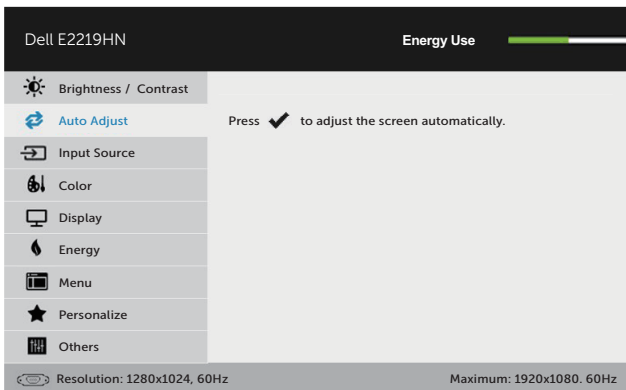 Dell E2219HN
Energy Use
Brightness / Contrast
Auto Adjust
Press ✔ to adjust the screen automatically.
Input Source
Color
Display
Energy
Menu
Personalize
Others
Resolution: 1280x1024, 60Hz
Maximum: 1920x1080. 60Hz